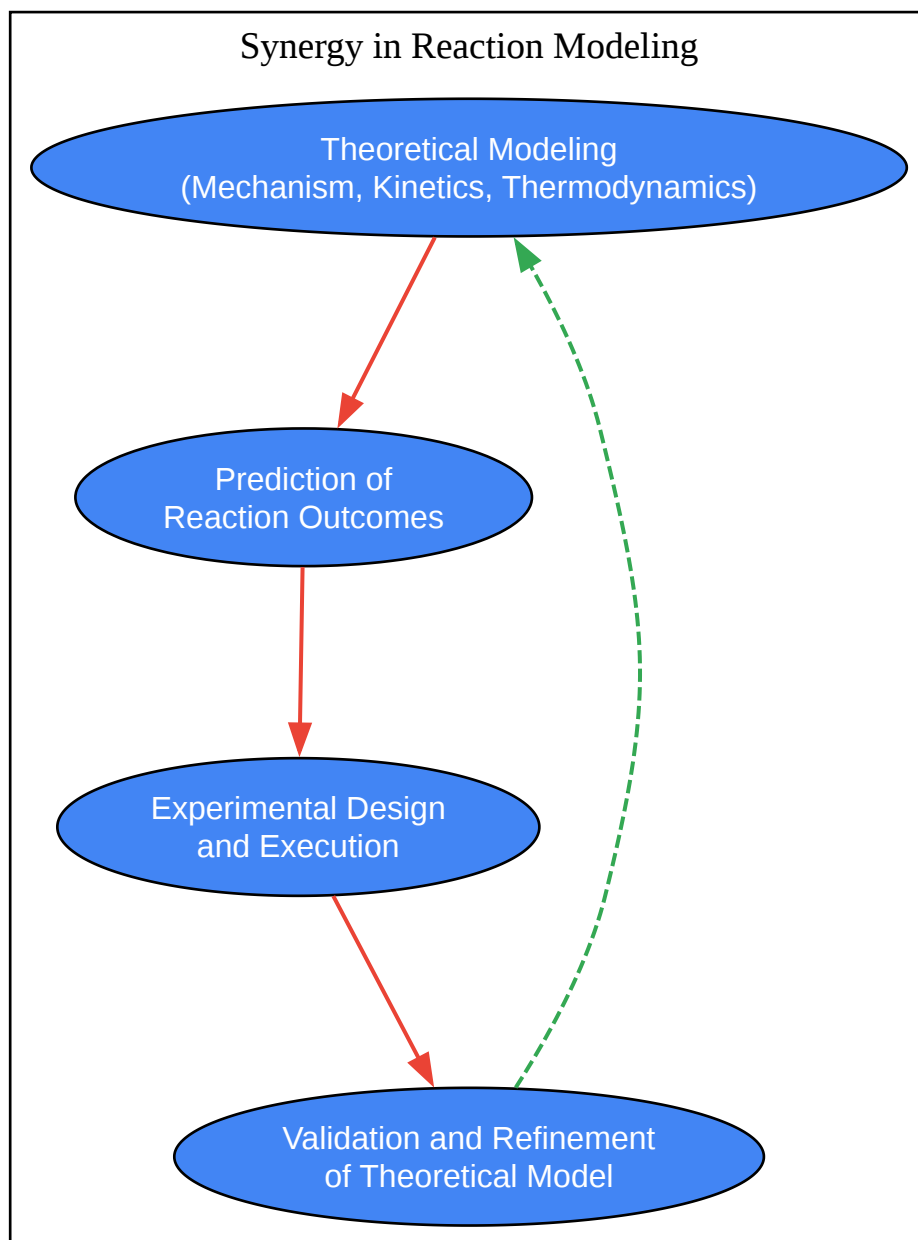 Synergy in Reaction Modeling
Theoretical Modeling
(Mechanism, Kinetics, Thermodynamics)
Prediction of
Reaction Outcomes
Experimental Design
and Execution
Validation and Refinement
of Theoretical Model